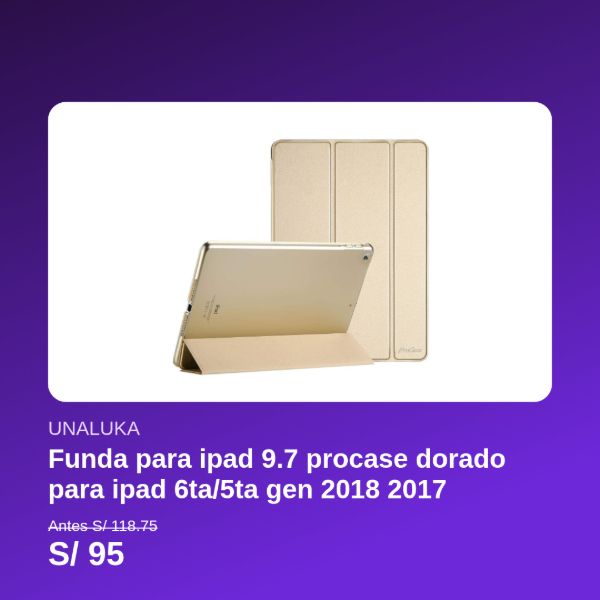 ProCase
UNALUKA
Funda para ipad 9.7 procase dorado
para ipad 6ta/5ta gen 2018 2017
Antes S/ 118.75
S/ 95